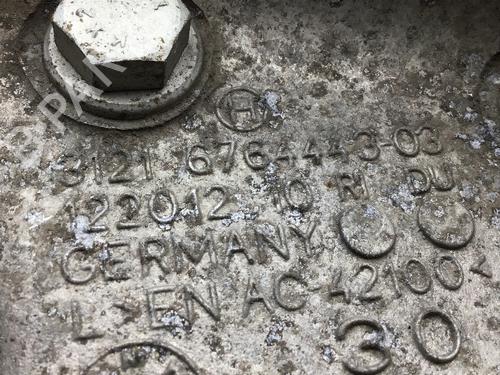 H
3121 6764443-03
122012 10 RI DU
GERMANY
L >EN AC-42100<
30